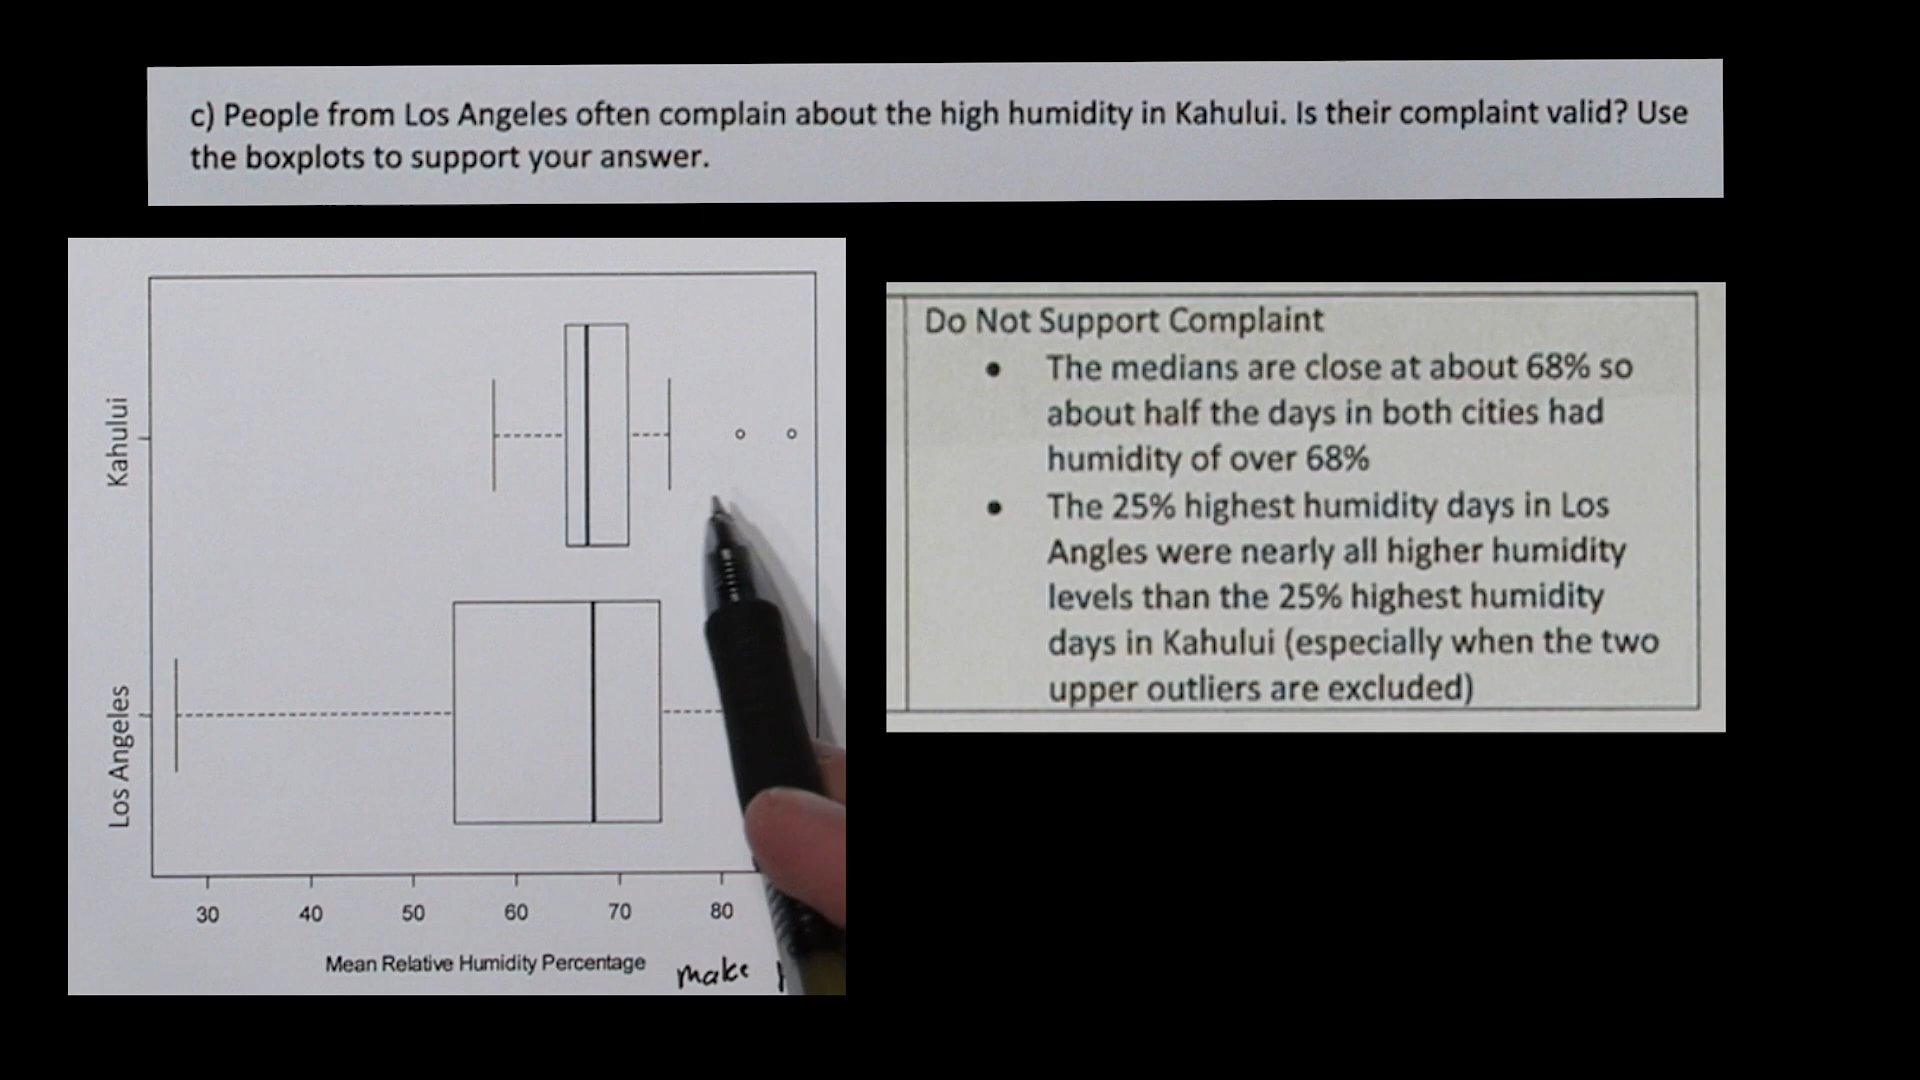 c) People from Los Angeles often complain about the high humidity in Kahului. Is their complaint valid? Use
the boxplots to support your answer.
Kahului
Los Angeles
30 40 50 60 70 80
Mean Relative Humidity Percentage
make
Do Not Support Complaint
• The medians are close at about 68% so
about half the days in both cities had
humidity of over 68%
• The 25% highest humidity days in Los
Angles were nearly all higher humidity
levels than the 25% highest humidity
days in Kahului (especially when the two
upper outliers are excluded)